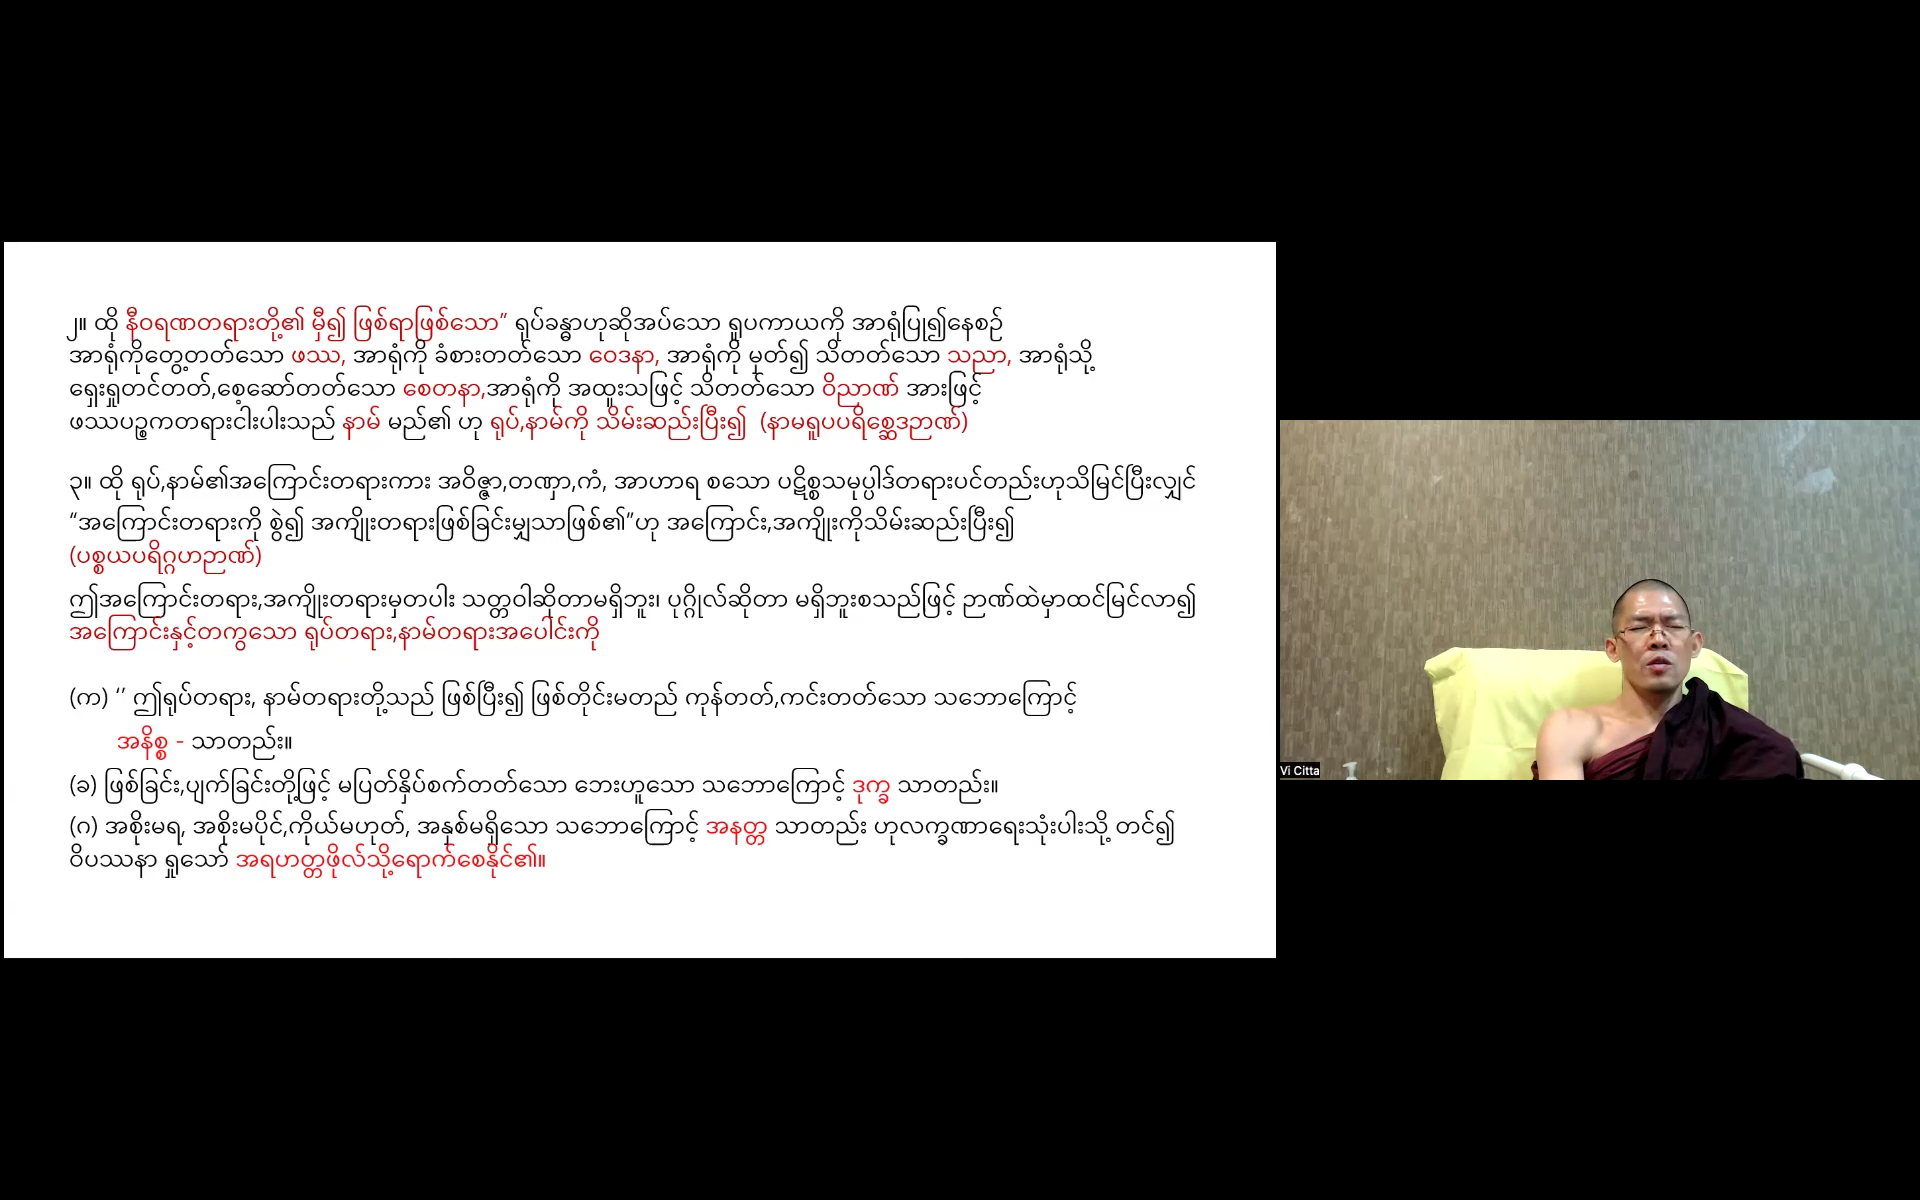 ၂။ ထို နီဝရဏတရားတို့၏ မှီ၍ ဖြစ်ရာဖြစ်သော” ရုပ်ခန္ဓာဟုဆိုအပ်သော ရူပကာယကို အာရုံပြု၍နေစဉ်
အာရုံကိုတွေ့တတ်သော ဖဿ, အာရုံကို ခံစားတတ်သော ဝေဒနာ, အာရုံကို မှတ်၍ သိတတ်သော သညာ, အာရုံသို့
ရှေးရှုတင်တတ်,စေ့ဆော်တတ်သော စေတနာ,အာရုံကို အထူးသဖြင့် သိတတ်သော ဝိညာဏ် အားဖြင့်
ဖဿပဉ္စကတရားငါးပါးသည် နာမ် မည်၏ ဟု ရုပ်,နာမ်ကို သိမ်းဆည်းပြီး၍ (နာမရူပပရိစ္ဆေဒဉာဏ်)
၃။ ထို ရုပ်,နာမ်၏အကြောင်းတရားကား အဝိဇ္ဇာ,တဏှာ,ကံ, အာဟာရ စသော ပဋိစ္စသမုပ္ပါဒ်တရားပင်တည်းဟုသိမြင်ပြီးလျှင်
“အကြောင်းတရားကို စွဲ၍ အကျိုးတရားဖြစ်ခြင်းမျှသာဖြစ်၏”ဟု အကြောင်း,အကျိုးကိုသိမ်းဆည်းပြီး၍
(ပစ္စယပရိဂ္ဂဟဉာဏ်)
ဤအကြောင်းတရား,အကျိုးတရားမှတပါး သတ္တဝါဆိုတာမရှိဘူး၊ ပုဂ္ဂိုလ်ဆိုတာ မရှိဘူးစသည်ဖြင့် ဉာဏ်ထဲမှာထင်မြင်လာ၍
အကြောင်းနှင့်တကွသော ရုပ်တရား,နာမ်တရားအပေါင်းကို
(က) ‘’ ဤရုပ်တရား, နာမ်တရားတို့သည် ဖြစ်ပြီး၍ ဖြစ်တိုင်းမတည် ကုန်တတ်,ကင်းတတ်သော သဘောကြောင့်
အနိစ္စ - သာတည်း။
(ခ) ဖြစ်ခြင်း,ပျက်ခြင်းတို့ဖြင့် မပြတ်နှိပ်စက်တတ်သော ဘေးဟူသော သဘောကြောင့် ဒုက္ခ သာတည်း။
(ဂ) အစိုးမရ, အစိုးမပိုင်,ကိုယ်မဟုတ်, အနှစ်မရှိသော သဘောကြောင့် အနတ္တ သာတည်း ဟုလက္ခဏာရေးသုံးပါးသို့ တင်၍
ဝိပဿနာ ရှုသော် အရဟတ္တဖိုလ်သို့ရောက်စေနိုင်၏။
Vi Citta